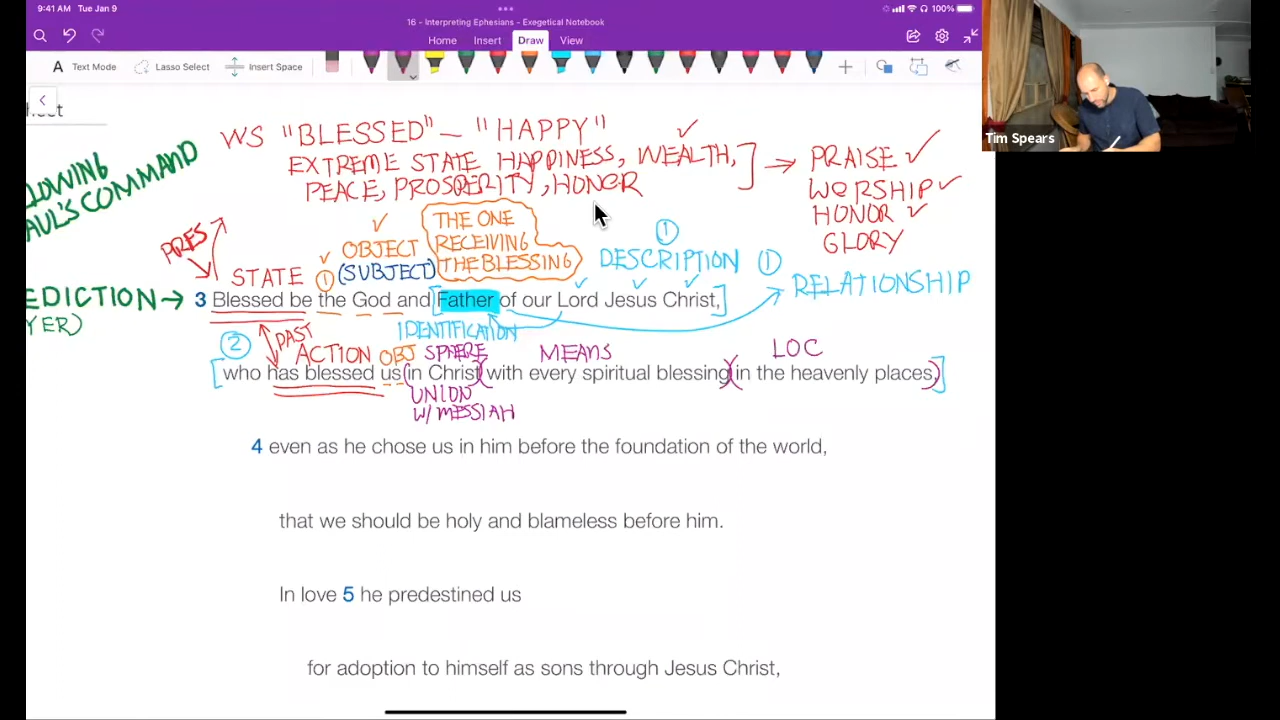 9:41 AM Tue Jan 9
100%
16 - Interpreting Ephesians - Exegetical Notebook
Home Insert Draw View
A Text Mode Lasso Select Insert Space
Tim Spears
WS "BLESSED" – "HAPPY"
EXTREME STATE HAPPINESS, WEALTH,
PEACE, PROSPERITY, HONOR
PRAISE
WORSHIP
HONOR
GLORY
LOWING
AUL'S COMMAND
PRES
STATE
1 OBJECT
(SUBJECT)
THE ONE
RECEIVING
THE BLESSING
1
DESCRIPTION
1
RELATIONSHIP
EDICTION →
YER)
3 Blessed be the God and [Father of our Lord Jesus Christ,]
IDENTIFICATION
2
PAST
ACTION OBJ SPHERE MEANS LOC
[who has blessed us (in Christ) (with every spiritual blessing) (in the heavenly places,)]
UNION
W/ MESSIAH
4 even as he chose us in him before the foundation of the world,
that we should be holy and blameless before him.
In love 5 he predestined us
for adoption to himself as sons through Jesus Christ,